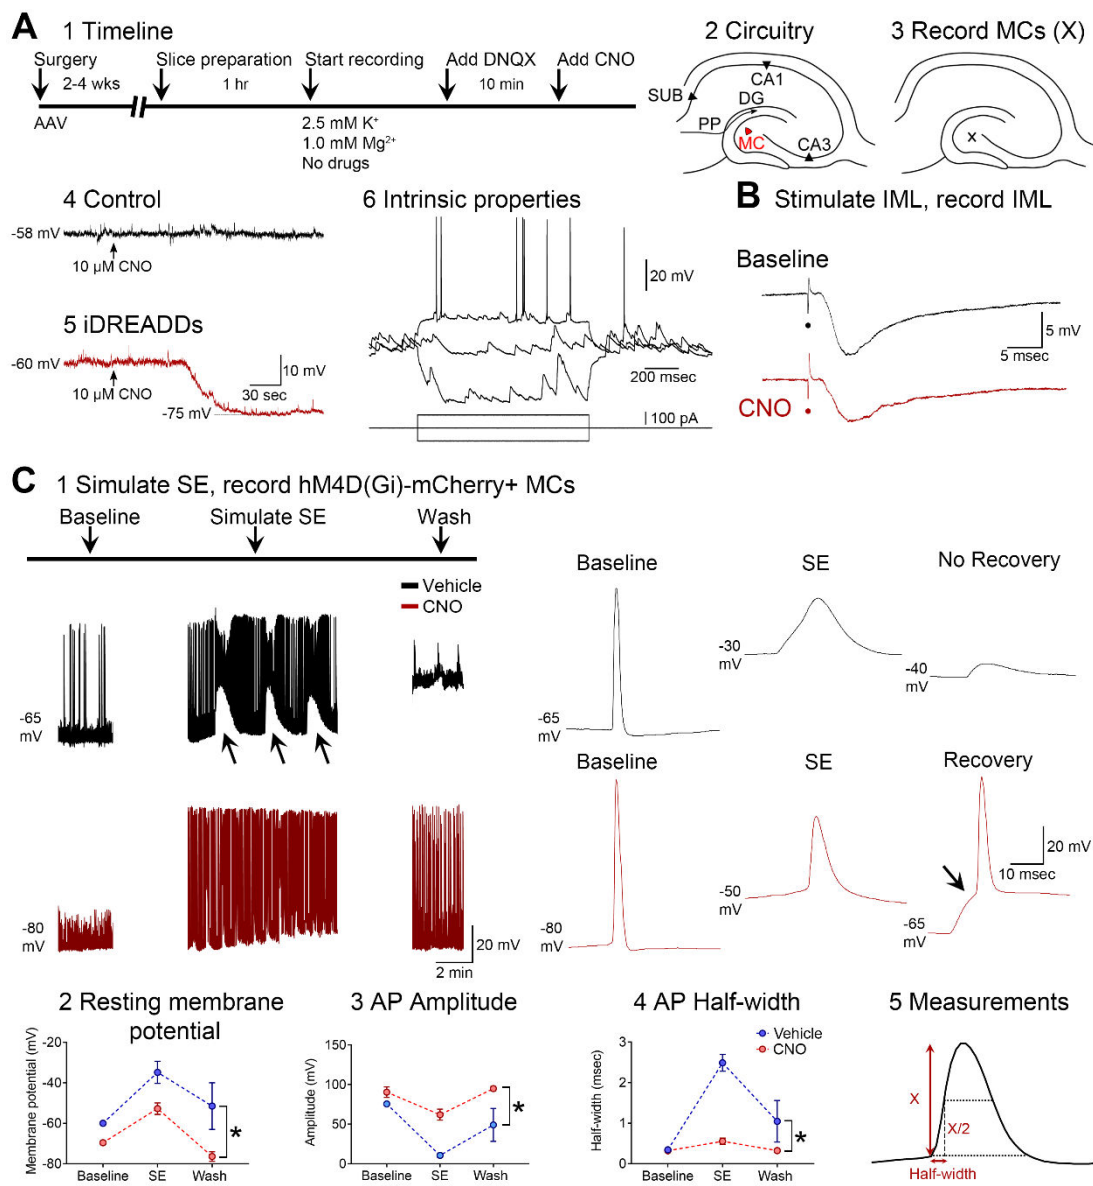 A
1 Timeline
Surgery
2-4 wks
Slice preparation
1 hr
Start recording
Add DNQX
10 min
Add CNO
AAV
2.5 mM K⁺
1.0 mM Mg²⁺
No drugs
2 Circuitry
SUB
CA1
DG
PP
MC
CA3
3 Record MCs (X)
X
4 Control
-58 mV
10 µM CNO
5 iDREADDs
-60 mV
10 µM CNO
-75 mV
10 mV
30 sec
6 Intrinsic properties
20 mV
200 msec
100 pA
B
Stimulate IML, record IML
Baseline
5 mV
5 msec
CNO
C
1 Simulate SE, record hM4D(Gi)-mCherry+ MCs
Baseline
Simulate SE
Wash
Vehicle
CNO
-65
mV
-80
mV
20 mV
2 min
Baseline
SE
No Recovery
-65
mV
-30
mV
-40
mV
Baseline
SE
Recovery
-80
mV
-50
mV
-65
mV
20 mV
10 msec
2 Resting membrane
potential
Membrane potential (mV)
-20
-40
-60
-80
Baseline
SE
Wash
*
3 AP Amplitude
Amplitude (mV)
150
100
50
0
Baseline
SE
Wash
*
4 AP Half-width
Vehicle
CNO
Half-width (msec)
3
2
1
0
Baseline
SE
Wash
*
5 Measurements
X
X/2
Half-width